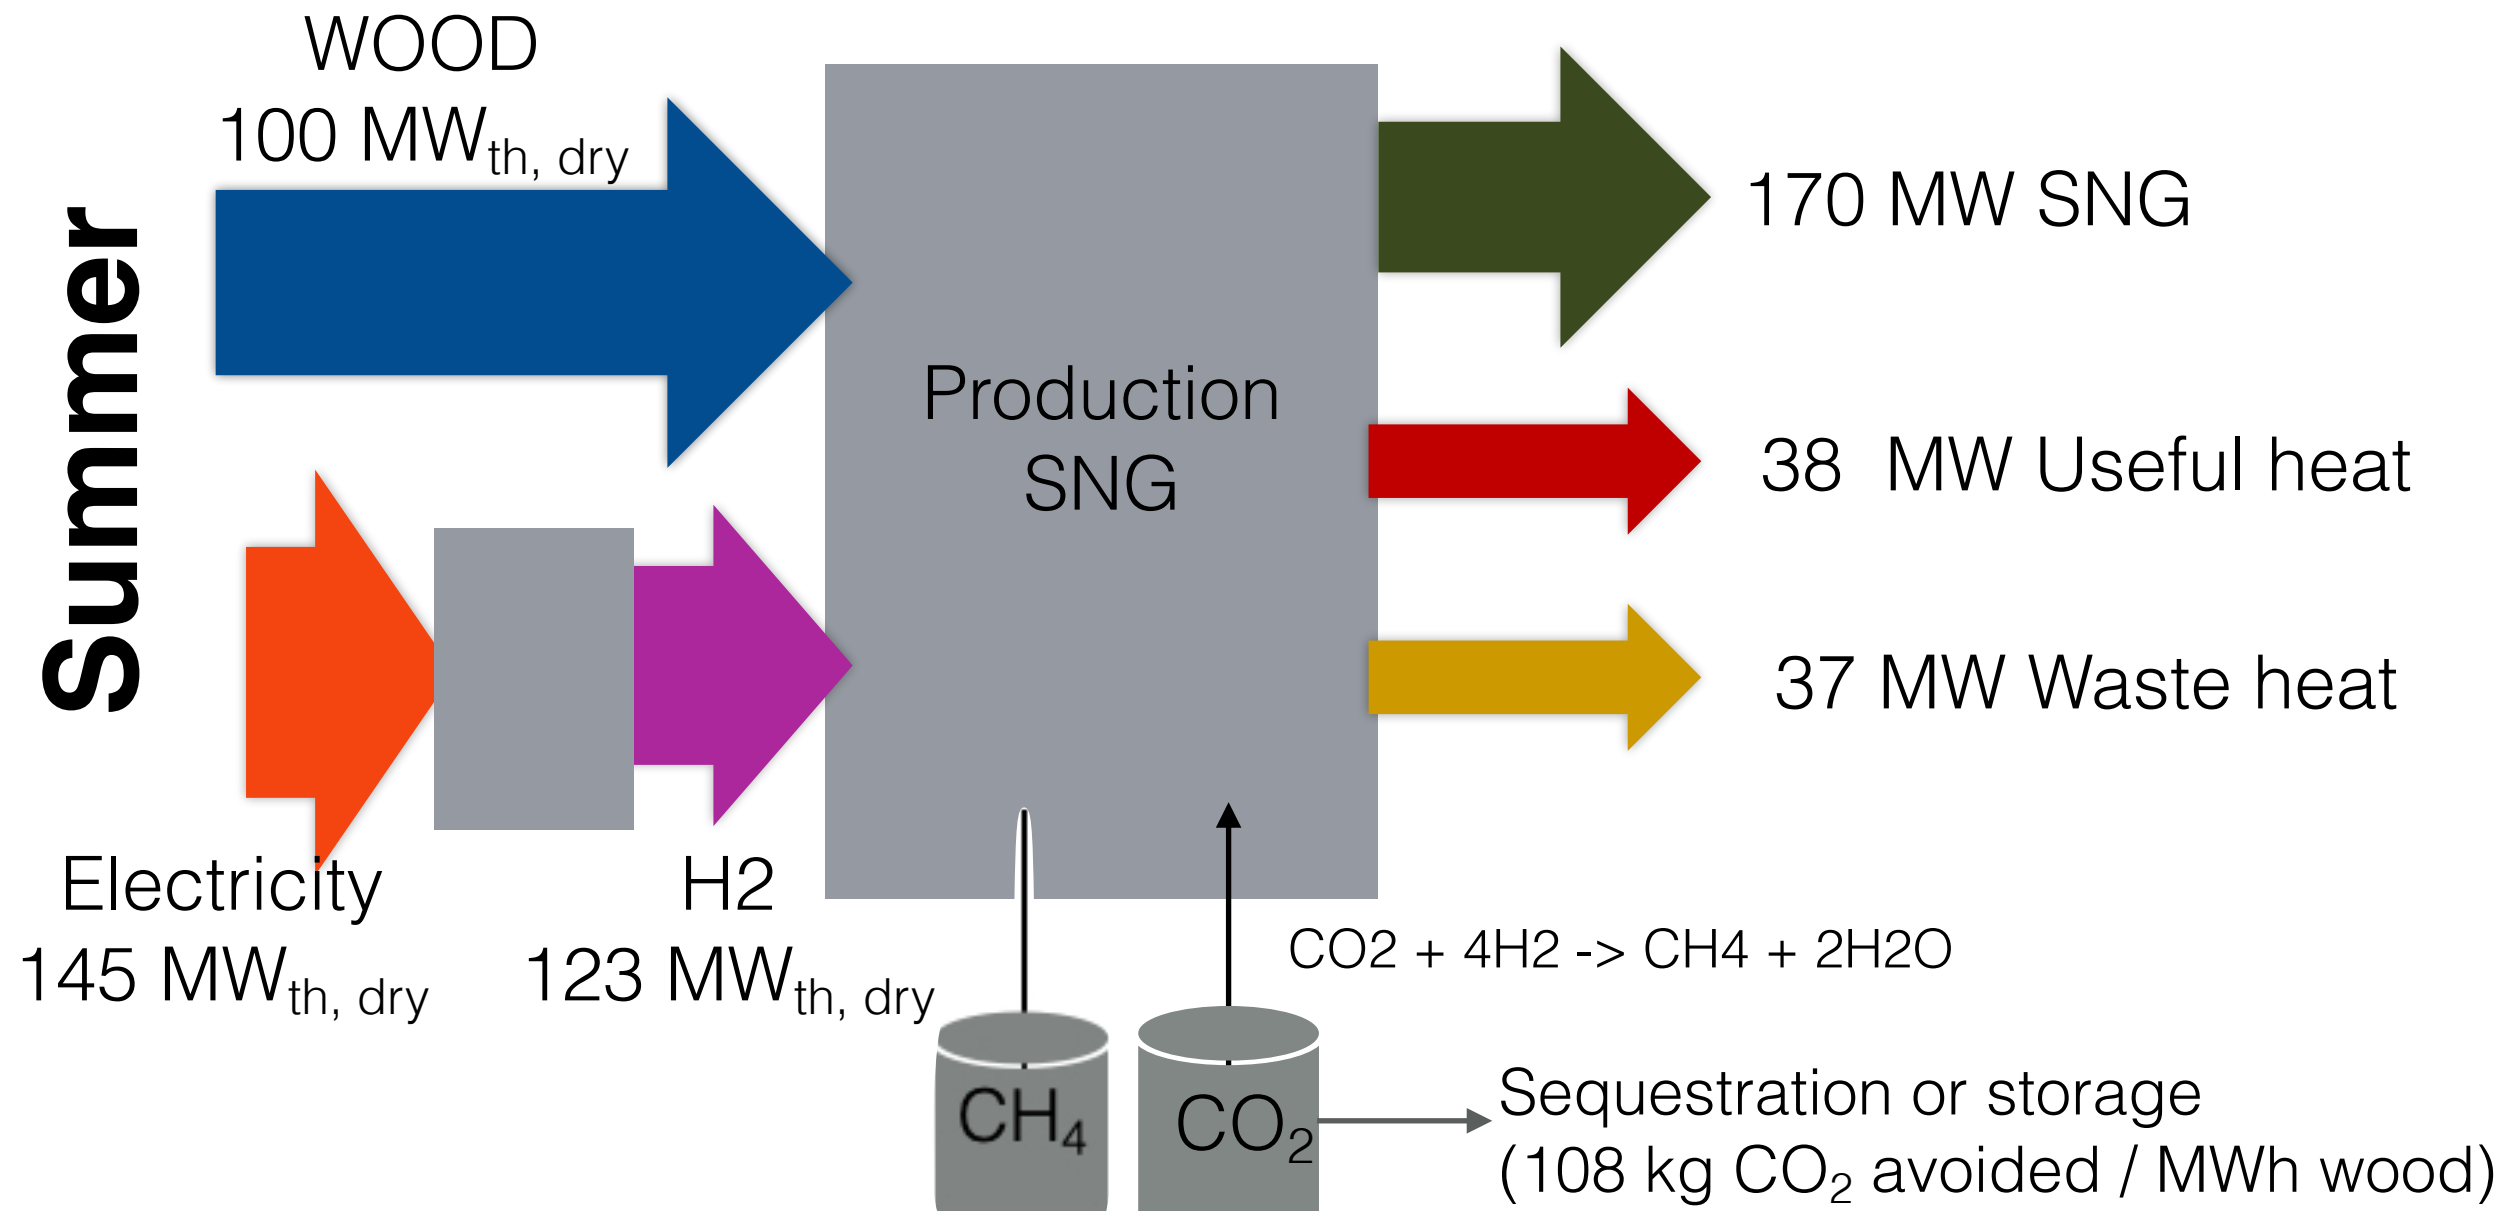 Summer
WOOD
100 MWth, dry
Production
SNG
170 MW SNG
38 MW Useful heat
37 MW Waste heat
Electricity
145 MWth, dry
H2
123 MWth, dry
CO2 + 4H2 -> CH4 + 2H2O
CH4
CO2
Sequestration or storage
(108 kg CO2 avoided / MWh wood)